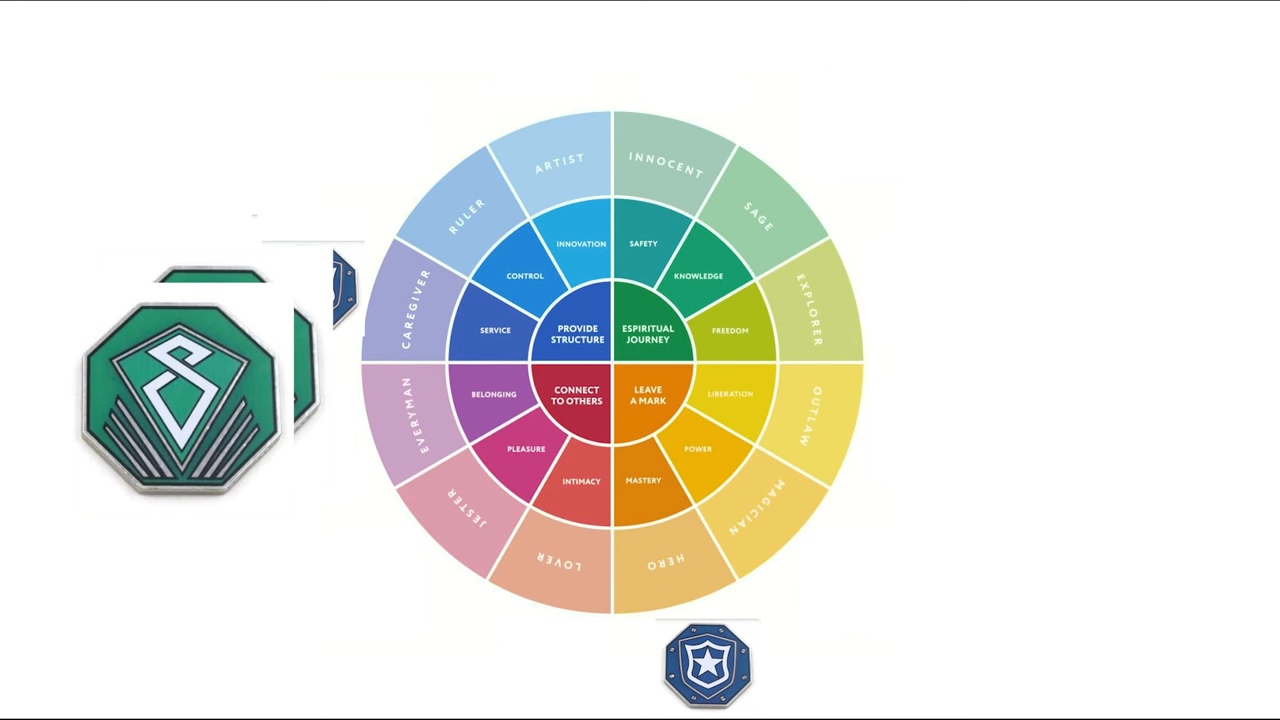 ARTIST
INNOCENT
RULER
SAGE
INNOVATION
SAFETY
CONTROL
KNOWLEDGE
CAREGIVER
EXPLORER
SERVICE
PROVIDE
STRUCTURE
ESPIRITUAL
JOURNEY
FREEDOM
BELONGING
CONNECT
TO OTHERS
LEAVE
A MARK
LIBERATION
EVERYMAN
OUTLAW
PLEASURE
POWER
INTIMACY
MASTERY
JESTER
MAGICIAN
LOVER
HERO